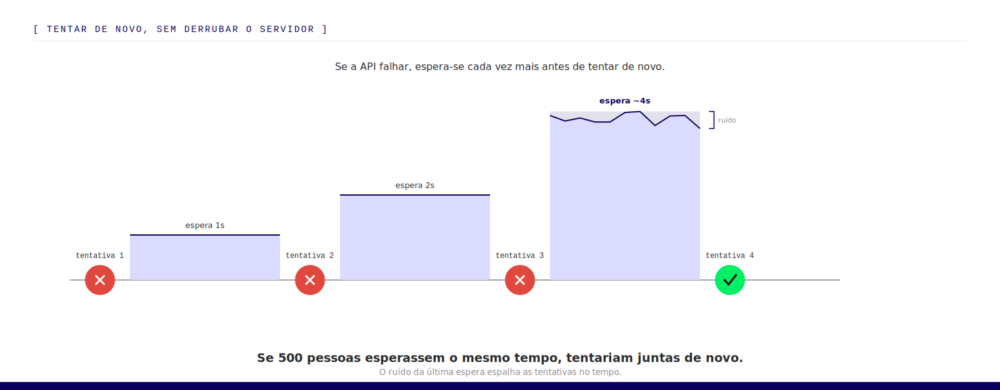 [ TENTAR DE NOVO, SEM DERRUBAR O SERVIDOR ]
Se a API falhar, espera-se cada vez mais antes de tentar de novo.
espera ~4s
ruído
espera 2s
espera 1s
tentativa 1
tentativa 2
tentativa 3
tentativa 4
Se 500 pessoas esperassem o mesmo tempo, tentariam juntas de novo.
O ruído da última espera espalha as tentativas no tempo.